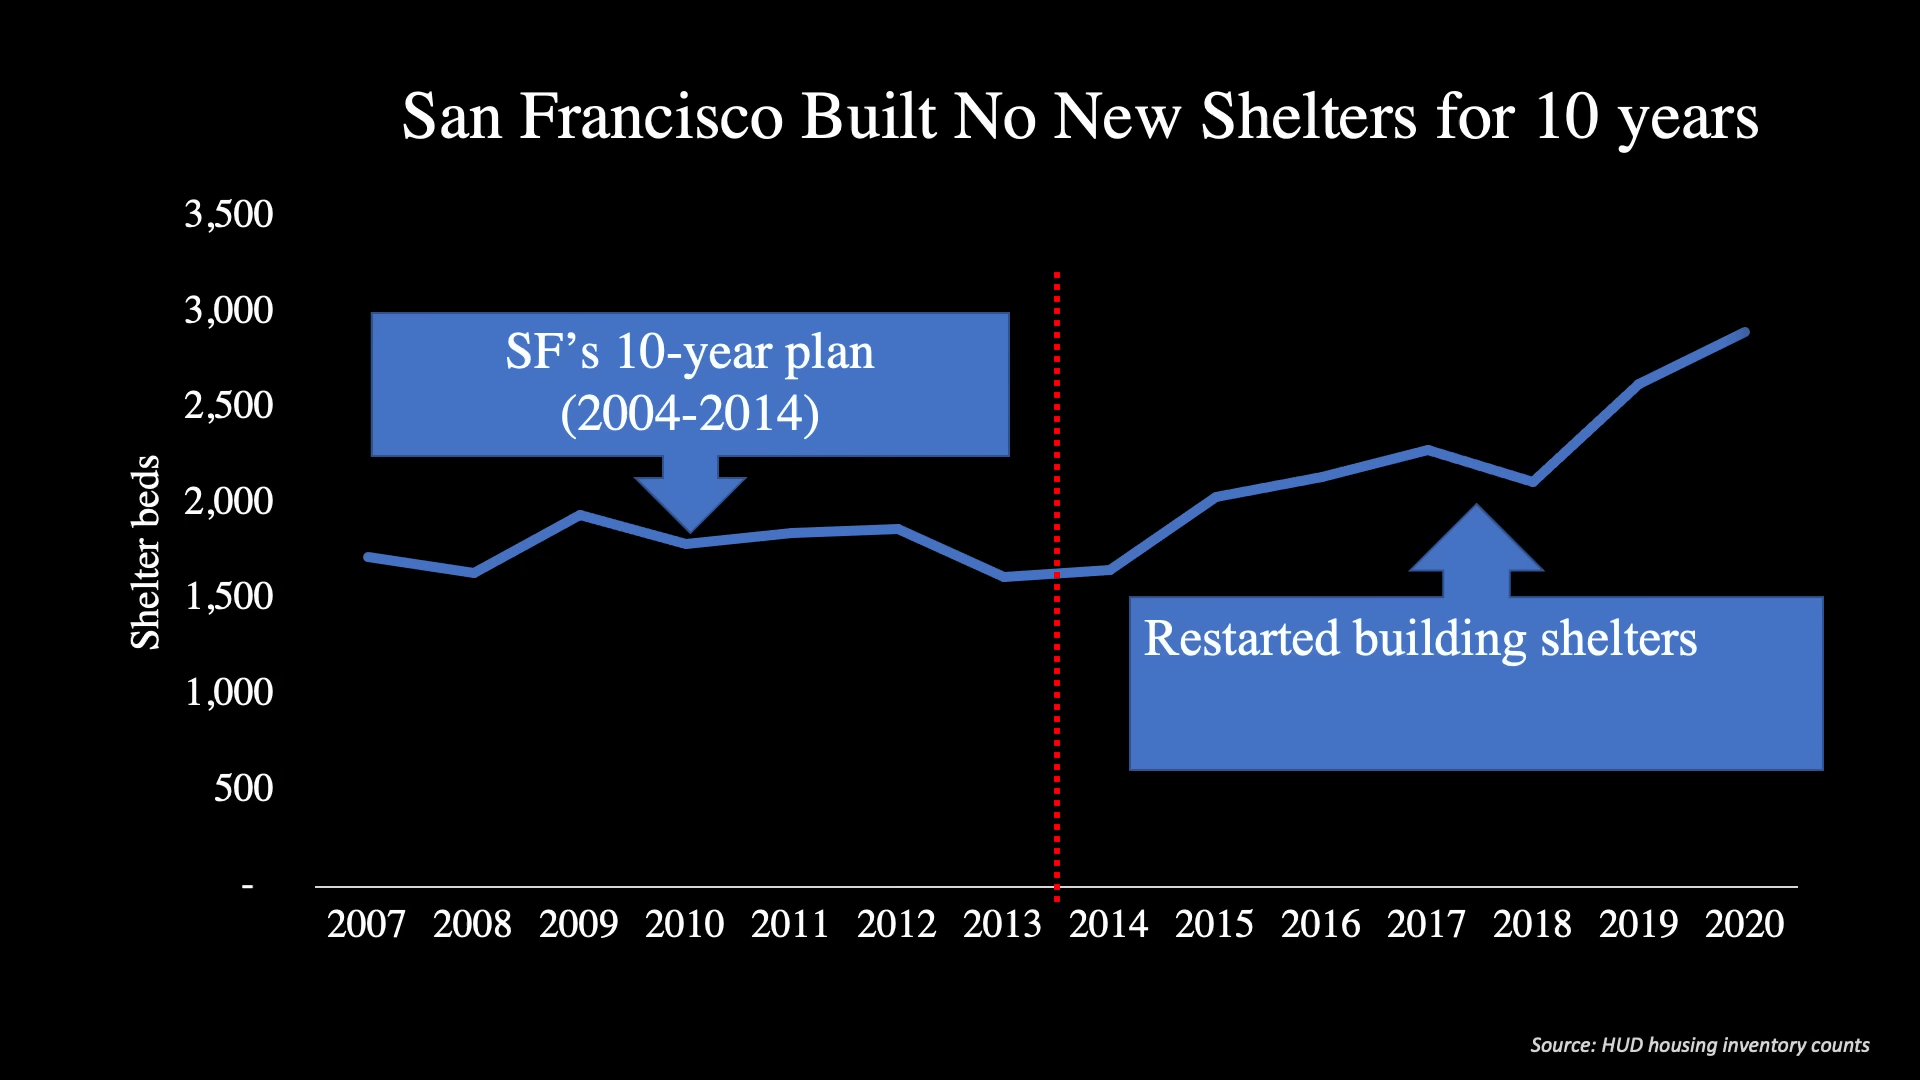 San Francisco Built No New Shelters for 10 years
3,500
3,000
2,500
2,000
1,500
1,000
500
-
Shelter beds
SF’s 10-year plan
(2004-2014)
Restarted building shelters
2007 2008 2009 2010 2011 2012 2013 2014 2015 2016 2017 2018 2019 2020
Source: HUD housing inventory counts